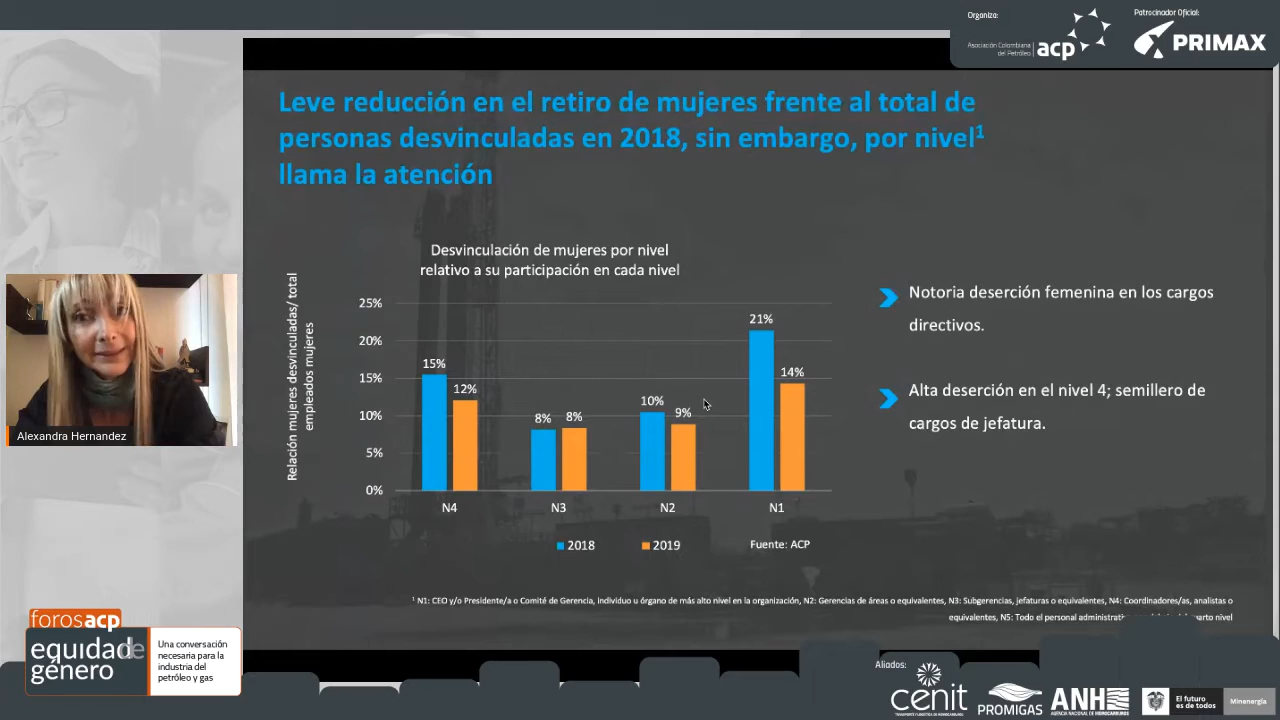 Organiza:
Asociación Colombiana
del Petróleo
acp
Patrocinador Oficial:
PRIMAX
Leve reducción en el retiro de mujeres frente al total de
personas desvinculadas en 2018, sin embargo, por nivel¹
llama la atención
Desvinculación de mujeres por nivel
relativo a su participación en cada nivel
Relación mujeres desvinculadas/ total
empleados mujeres
25%
20%
15%
10%
5%
0%
15%
12%
8%
8%
10%
9%
21%
14%
N4
N3
N2
N1
2018
2019
Fuente: ACP
Notoria deserción femenina en los cargos
directivos.
Alta deserción en el nivel 4; semillero de
cargos de jefatura.
¹ N1: CEO y/o Presidente/a o Comité de Gerencia, individuo u órgano de más alto nivel en la organización, N2: Gerencias de áreas o equivalentes, N3: Subgerencias, jefaturas o equivalentes, N4: Coordinadores/as, analistas o
equivalentes, N5: Todo el personal
Alexandra Hernandez
forosacp
equidad de
género
Una conversación
necesaria para la
industria del
petróleo y gas
Aliados:
cenit
PROMIGAS
ANH
AGENCIA NACIONAL DE HIDROCARBUROS
El futuro
es de todos
Minenergía